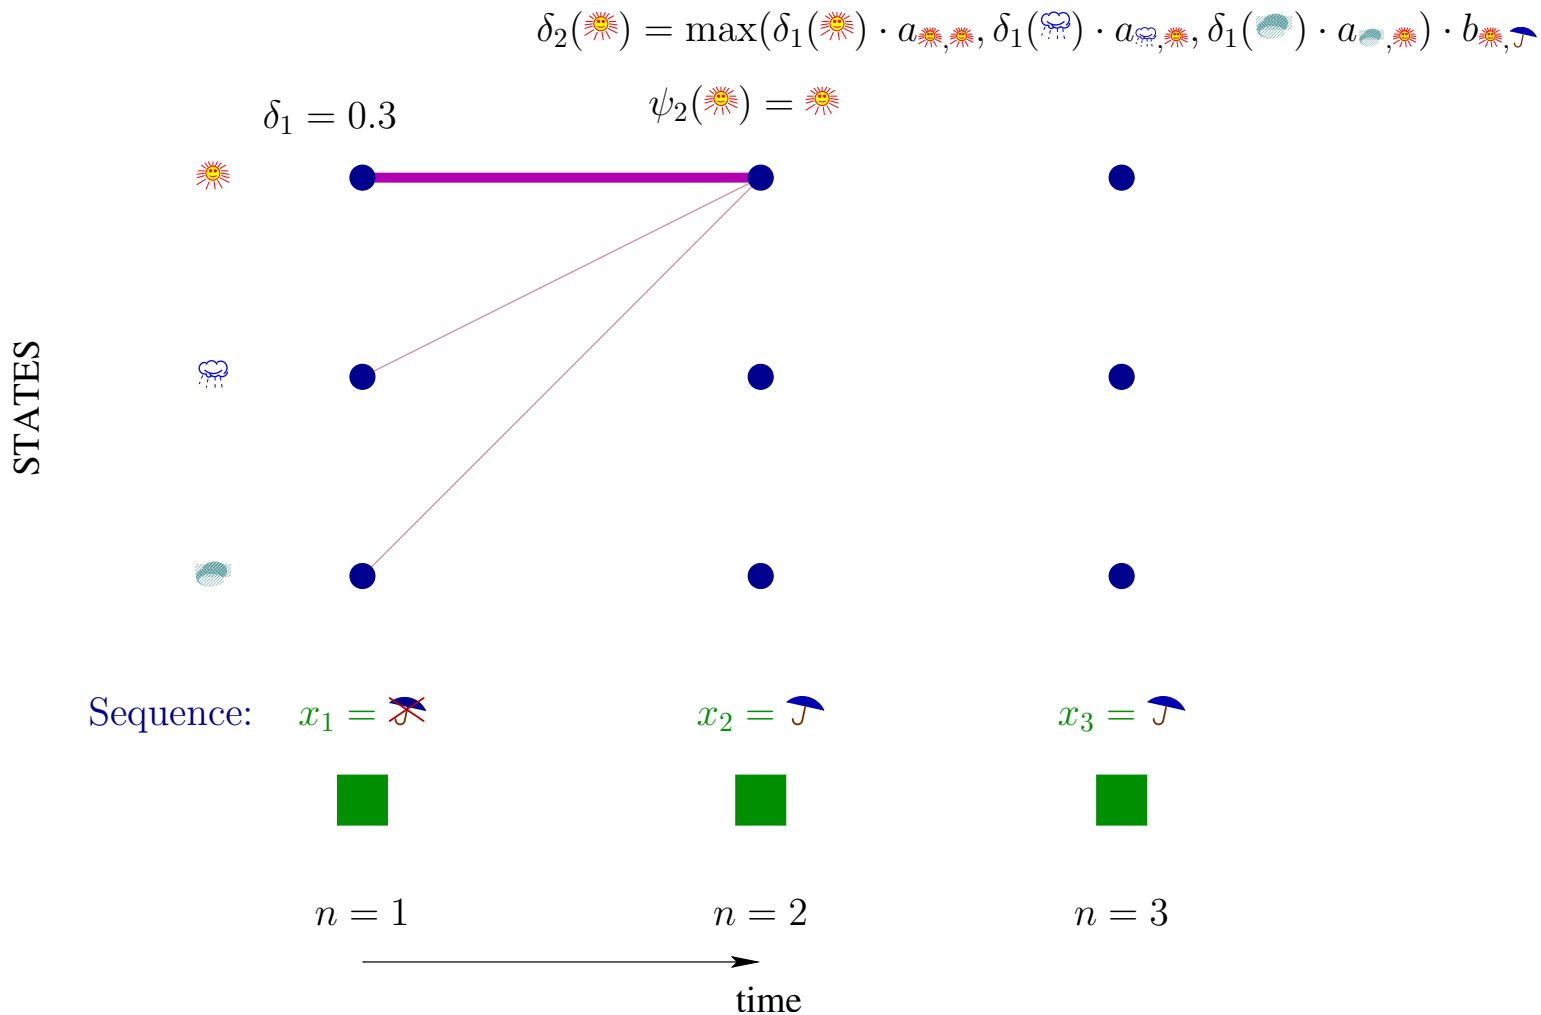 δ₂(☀) = max(δ₁(☀) · a☀,☀, δ₁(🌧) · a🌧,☀, δ₁(☁) · a☁,☀) · b☀,☂
δ₁ = 0.3
ψ₂(☀) = ☀
STATES
Sequence: x₁ = x₂ = x₃ =
n = 1 n = 2 n = 3
time